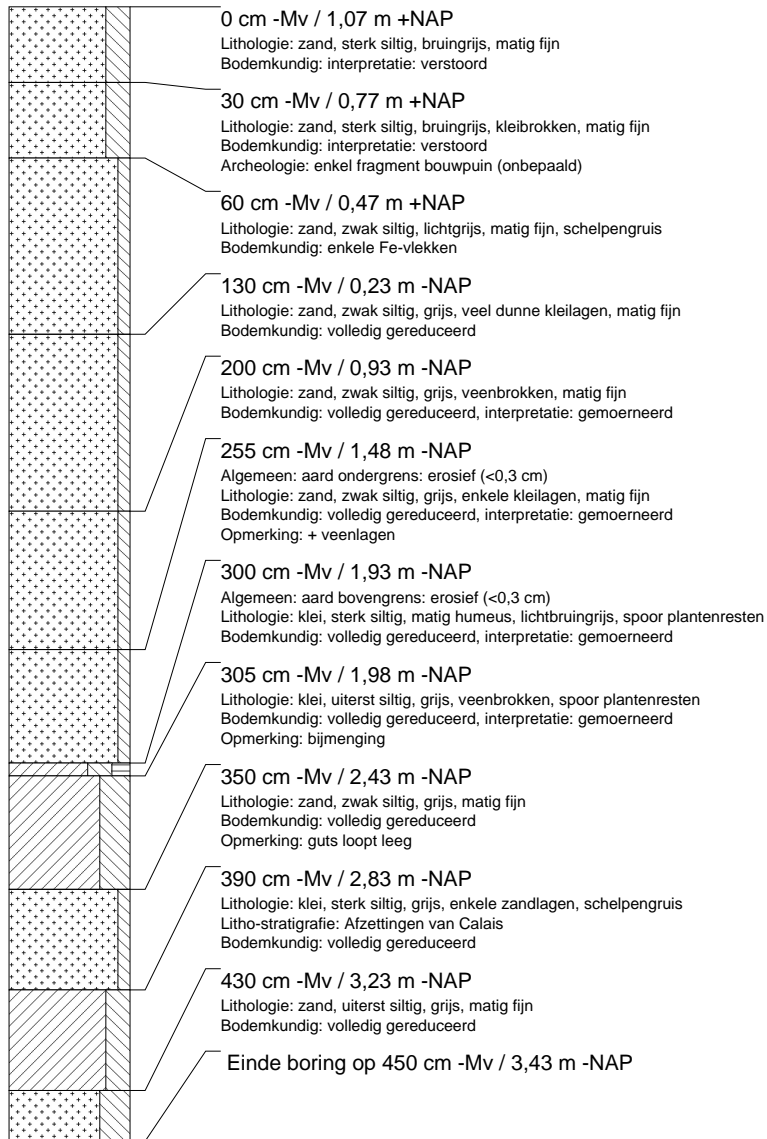 0 cm -Mv / 1,07 m +NAP
Lithologie: zand, sterk siltig, bruingrijs, matig fijn
Bodemkundig: interpretatie: verstoord
30 cm -Mv / 0,77 m +NAP
Lithologie: zand, sterk siltig, bruingrijs, kleibrokken, matig fijn
Bodemkundig: interpretatie: verstoord
Archeologie: enkel fragment bouwpuin (onbepaald)
60 cm -Mv / 0,47 m +NAP
Lithologie: zand, zwak siltig, lichtgrijs, matig fijn, schelpengruis
Bodemkundig: enkele Fe-vlekken
130 cm -Mv / 0,23 m -NAP
Lithologie: zand, zwak siltig, grijs, veel dunne kleilagen, matig fijn
Bodemkundig: volledig gereduceerd
200 cm -Mv / 0,93 m -NAP
Lithologie: zand, zwak siltig, grijs, veenbrokken, matig fijn
Bodemkundig: volledig gereduceerd, interpretatie: gemoerneerd
255 cm -Mv / 1,48 m -NAP
Algemeen: aard ondergrens: erosief (<0,3 cm)
Lithologie: zand, zwak siltig, grijs, enkele kleilagen, matig fijn
Bodemkundig: volledig gereduceerd, interpretatie: gemoerneerd
Opmerking: + veenlagen
300 cm -Mv / 1,93 m -NAP
Algemeen: aard bovengrens: erosief (<0,3 cm)
Lithologie: klei, sterk siltig, matig humeus, lichtbruingrijs, spoor plantenresten
Bodemkundig: volledig gereduceerd, interpretatie: gemoerneerd
305 cm -Mv / 1,98 m -NAP
Lithologie: klei, uiterst siltig, grijs, veenbrokken, spoor plantenresten
Bodemkundig: volledig gereduceerd, interpretatie: gemoerneerd
Opmerking: bijmenging
350 cm -Mv / 2,43 m -NAP
Lithologie: zand, zwak siltig, grijs, matig fijn
Bodemkundig: volledig gereduceerd
Opmerking: guts loopt leeg
390 cm -Mv / 2,83 m -NAP
Lithologie: klei, sterk siltig, grijs, enkele zandlagen, schelpengruis
Litho-stratigrafie: Afzettingen van Calais
Bodemkundig: volledig gereduceerd
430 cm -Mv / 3,23 m -NAP
Lithologie: zand, uiterst siltig, grijs, matig fijn
Bodemkundig: volledig gereduceerd
Einde boring op 450 cm -Mv / 3,43 m -NAP